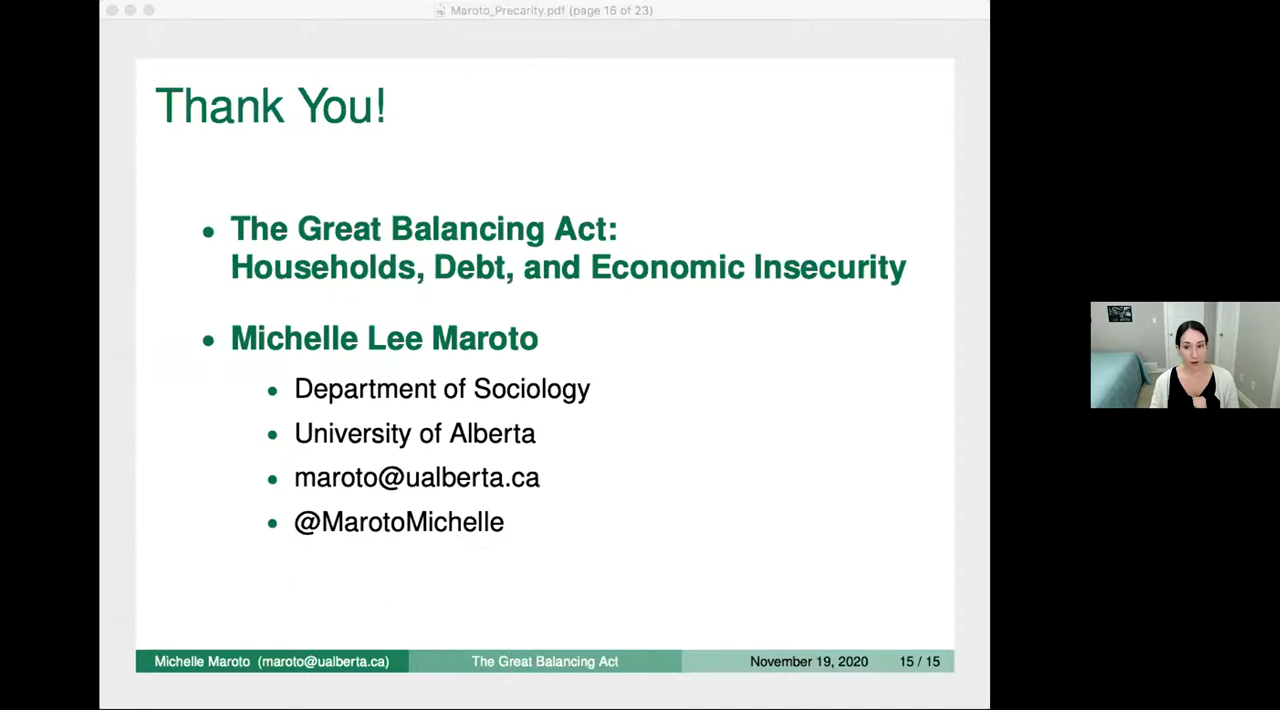 Maroto_Precarity.pdf (page 16 of 23)
Thank You!
• The Great Balancing Act:
Households, Debt, and Economic Insecurity
• Michelle Lee Maroto
• Department of Sociology
• University of Alberta
• maroto@ualberta.ca
• @MarotoMichelle
Michelle Maroto (maroto@ualberta.ca) The Great Balancing Act November 19, 2020 15 / 15